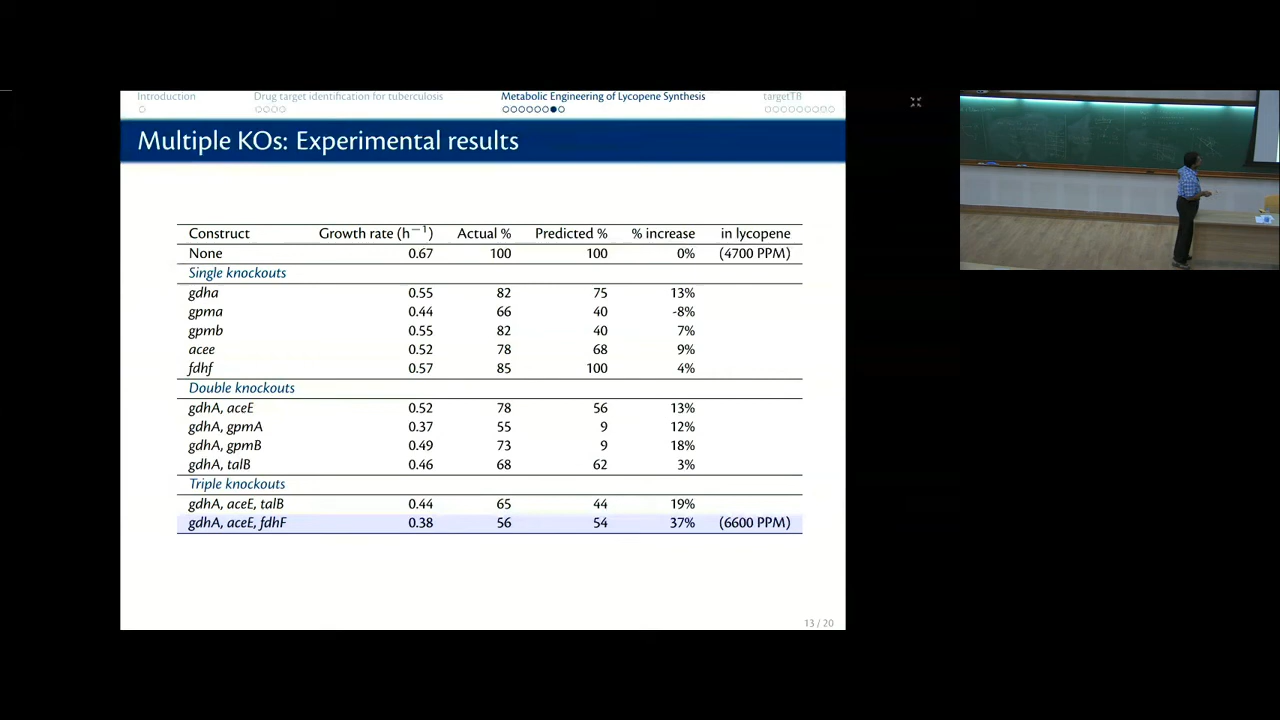 Introduction Drug target identification for tuberculosis Metabolic Engineering of Lycopene Synthesis targetTB
Multiple KOs: Experimental results
Construct Growth rate (h⁻¹) Actual % Predicted % % increase in lycopene
None 0.67 100 100 0% (4700 PPM)
Single knockouts
gdha 0.55 82 75 13%
gpma 0.44 66 40 -8%
gpmb 0.55 82 40 7%
acee 0.52 78 68 9%
fdhf 0.57 85 100 4%
Double knockouts
gdhA, aceE 0.52 78 56 13%
gdhA, gpmA 0.37 55 9 12%
gdhA, gpmB 0.49 73 9 18%
gdhA, talB 0.46 68 62 3%
Triple knockouts
gdhA, aceE, talB 0.44 65 44 19%
gdhA, aceE, fdhF 0.38 56 54 37% (6600 PPM)
13 / 20